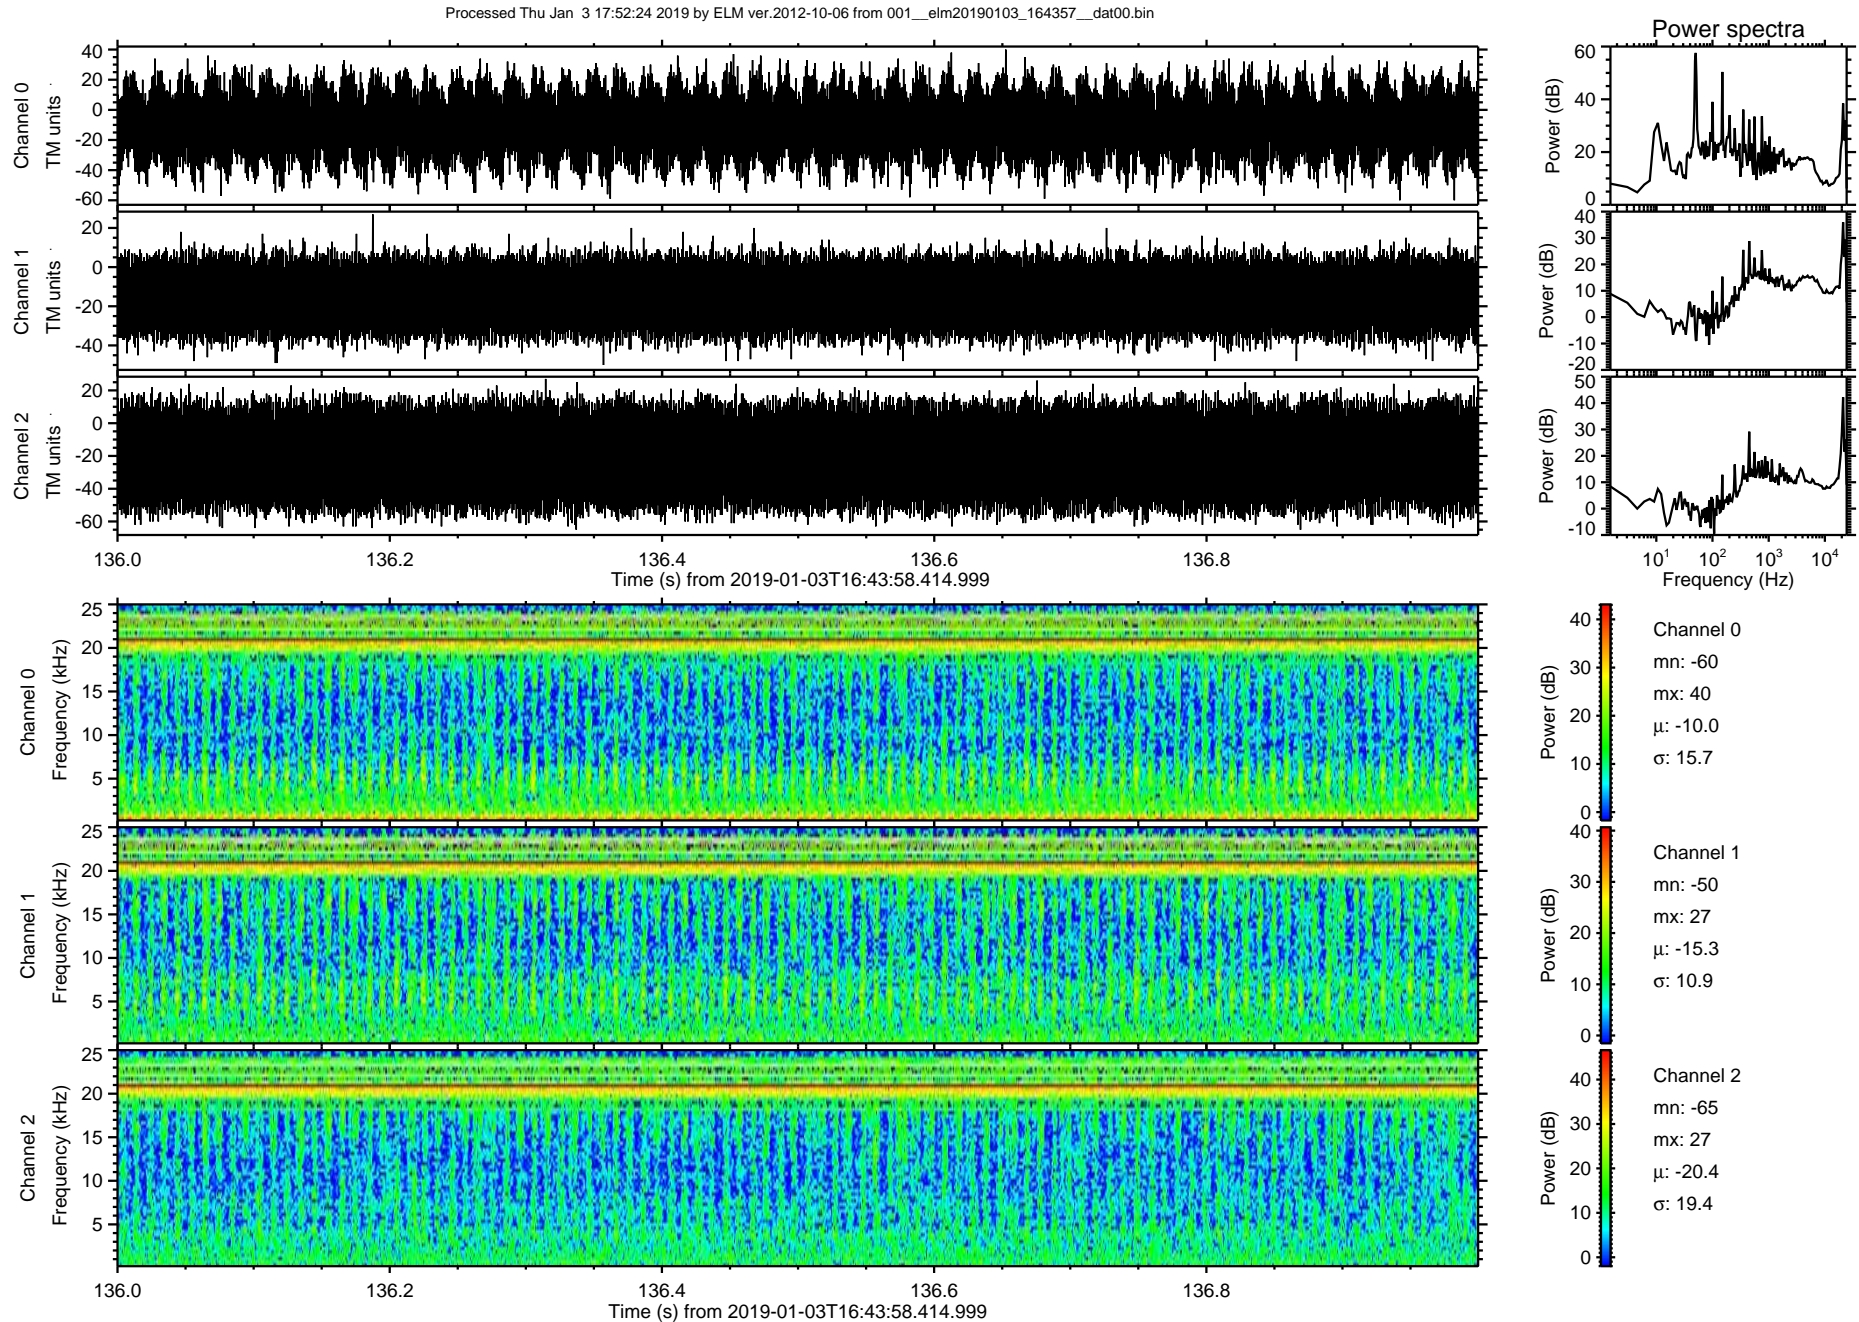 Processed Thu Jan  3 17:52:24 2019 by ELM ver.2012-10-06 from 001__elm20190103_164357__dat00.bin
Power spectra
Channel 0
TM units
40
20
0
-20
-40
-60
Power (dB)
60
40
20
0
Channel 1
TM units
20
0
-20
-40
Power (dB)
40
30
20
10
0
-10
-20
Channel 2
TM units
20
0
-20
-40
-60
Power (dB)
50
40
30
20
10
0
-10
136.0 136.2 136.4 136.6 136.8
Time (s) from 2019-01-03T16:43:58.414.999
10¹ 10² 10³ 10⁴
Frequency (Hz)
Channel 0
Frequency (kHz)
25
20
15
10
5
Power (dB)
40
30
20
10
0
Channel 0
mn: -60
mx: 40
µ: -10.0
σ: 15.7
Channel 1
Frequency (kHz)
25
20
15
10
5
Power (dB)
40
30
20
10
0
Channel 1
mn: -50
mx: 27
µ: -15.3
σ: 10.9
Channel 2
Frequency (kHz)
25
20
15
10
5
Power (dB)
40
30
20
10
0
Channel 2
mn: -65
mx: 27
µ: -20.4
σ: 19.4
136.0 136.2 136.4 136.6 136.8
Time (s) from 2019-01-03T16:43:58.414.999